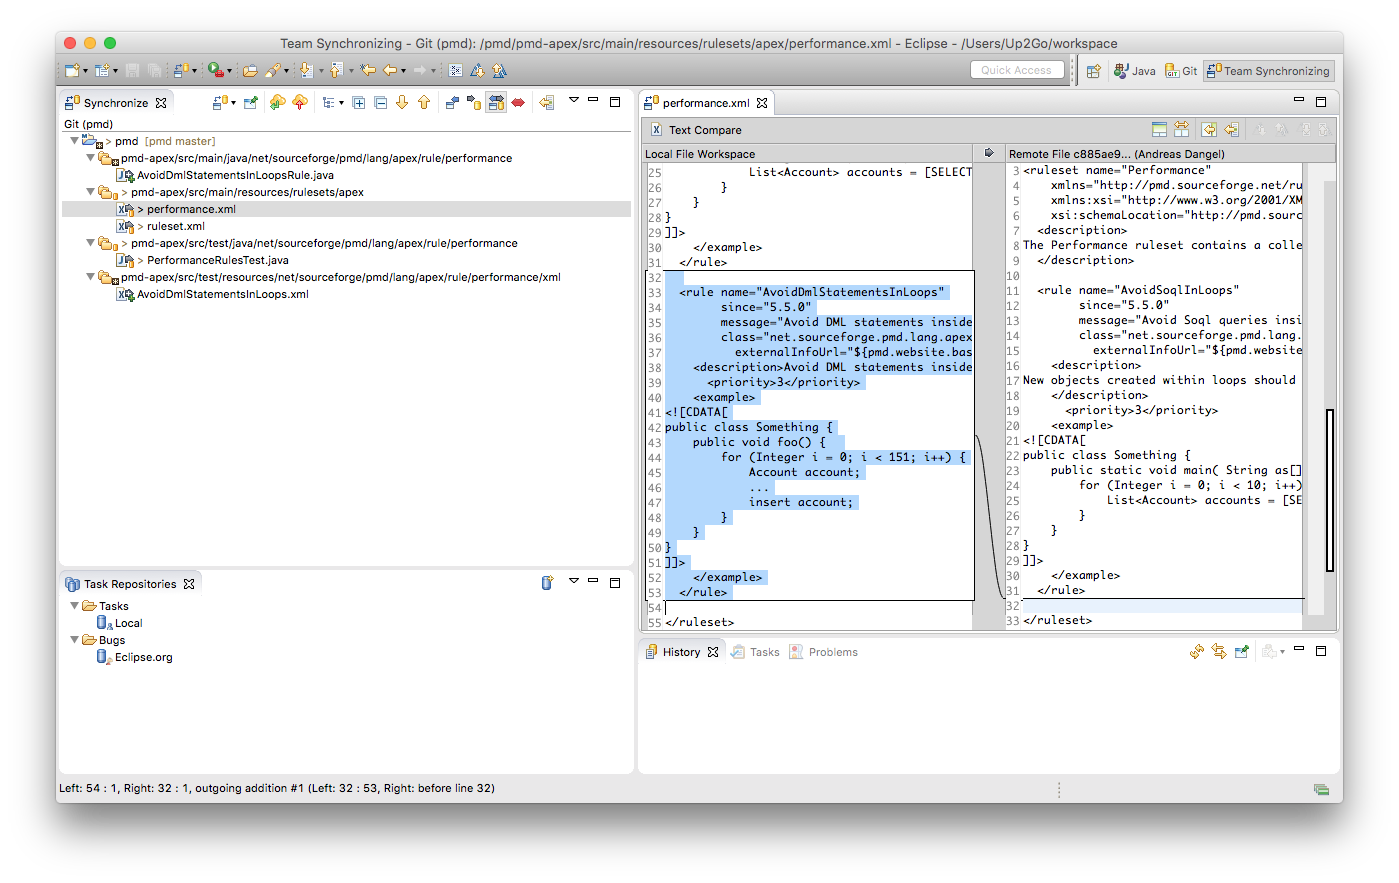 Team Synchronizing - Git (pmd): /pmd/pmd-apex/src/main/resources/rulesets/apex/performance.xml - Eclipse - /Users/Up2Go/workspace
Quick Access
Java
Git
Team Synchronizing
Synchronize
Git (pmd)
> pmd [pmd master]
pmd-apex/src/main/java/net/sourceforge/pmd/lang/apex/rule/performance
AvoidDmlStatementsInLoopsRule.java
> pmd-apex/src/main/resources/rulesets/apex
> performance.xml
> ruleset.xml
> pmd-apex/src/test/java/net/sourceforge/pmd/lang/apex/rule/performance
> PerformanceRulesTest.java
pmd-apex/src/test/resources/net/sourceforge/pmd/lang/apex/rule/performance/xml
AvoidDmlStatementsInLoops.xml
Task Repositories
Tasks
Local
Bugs
Eclipse.org
performance.xml
Text Compare
Local File Workspace
25 List<Account> accounts = [SELECT
26 }
27 }
28 }
29 ]]>
30 </example>
31 </rule>
32
33 <rule name="AvoidDmlStatementsInLoops"
34 since="5.5.0"
35 message="Avoid DML statements inside
36 class="net.sourceforge.pmd.lang.apex
37 externalInfoUrl="${pmd.website.bas
38 <description>Avoid DML statements inside
39 <priority>3</priority>
40 <example>
41 <![CDATA[
42 public class Something {
43 public void foo() {
44 for (Integer i = 0; i < 151; i++) {
45 Account account;
46 ...
47 insert account;
48 }
49 }
50 }
51 ]]>
52 </example>
53 </rule>
54
55 </ruleset>
Remote File c885ae9... (Andreas Dangel)
3 <ruleset name="Performance"
4 xmlns="http://pmd.sourceforge.net/ru
5 xmlns:xsi="http://www.w3.org/2001/XM
6 xsi:schemaLocation="http://pmd.sourc
7 <description>
8 The Performance ruleset contains a colle
9 </description>
10
11 <rule name="AvoidSoqlInLoops"
12 since="5.5.0"
13 message="Avoid Soql queries insi
14 class="net.sourceforge.pmd.lang.
15 externalInfoUrl="${pmd.website
16 <description>
17 New objects created within loops should
18 </description>
19 <priority>3</priority>
20 <example>
21 <![CDATA[
22 public class Something {
23 public static void main( String as[]
24 for (Integer i = 0; i < 10; i++)
25 List<Account> accounts = [SE
26 }
27 }
28 }
29 ]]>
30 </example>
31 </rule>
32
33 </ruleset>
History
Tasks
Problems
Left: 54 : 1, Right: 32 : 1, outgoing addition #1 (Left: 32 : 53, Right: before line 32)